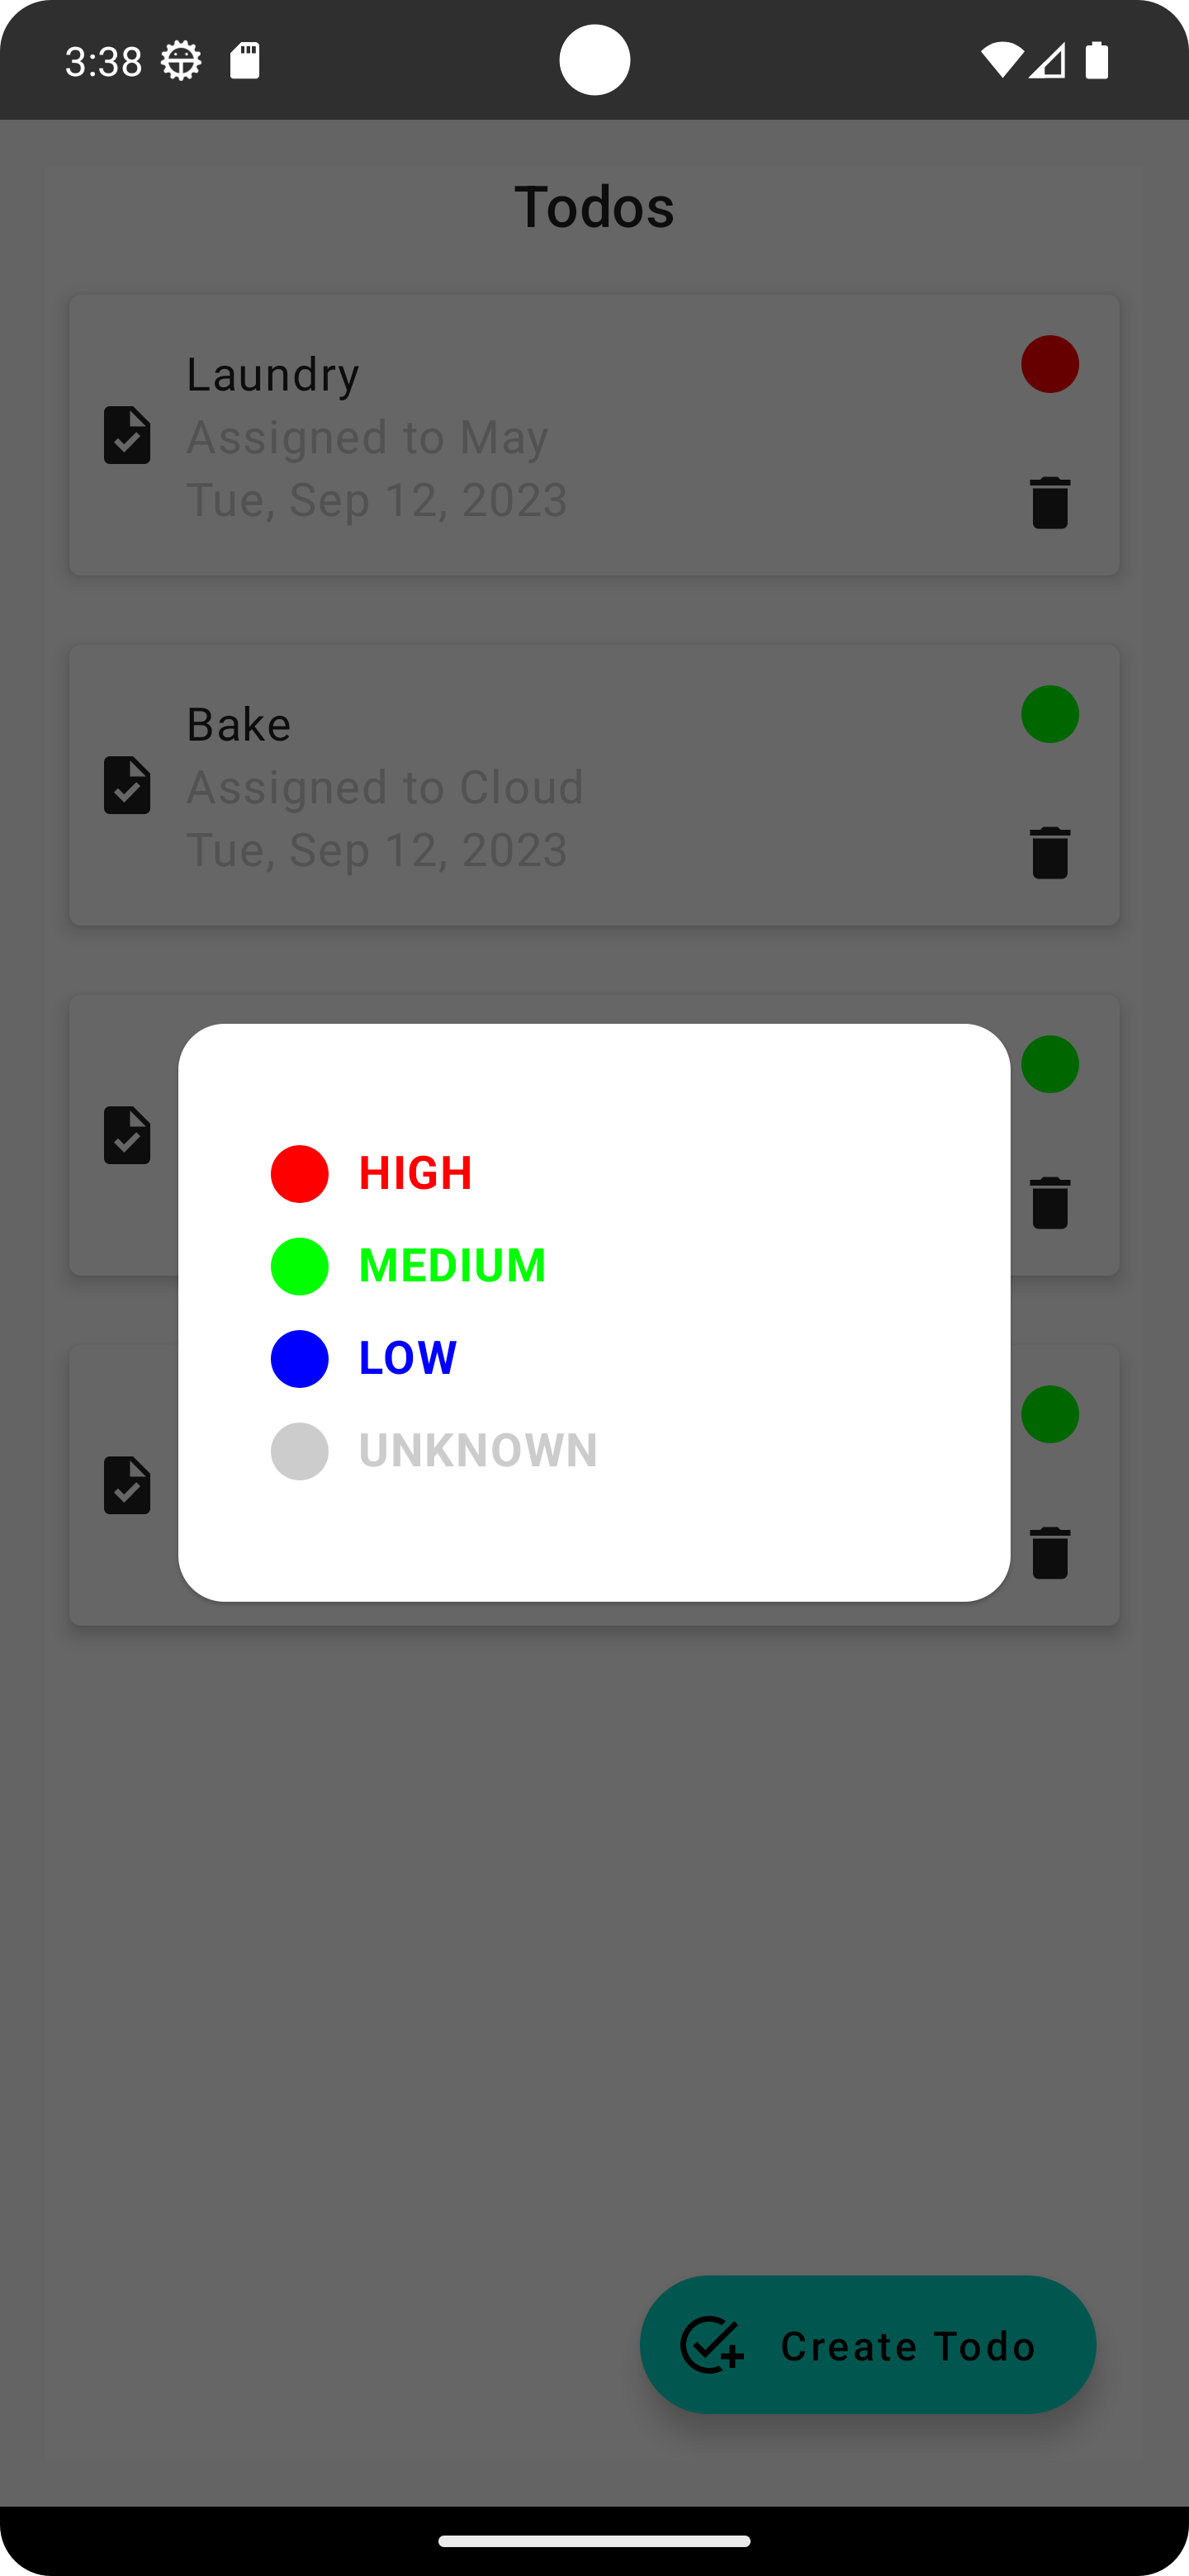 3:38
Todos
Laundry
Assigned to May
Tue, Sep 12, 2023
Bake
Assigned to Cloud
Tue, Sep 12, 2023
HIGH
MEDIUM
LOW
UNKNOWN
Create Todo